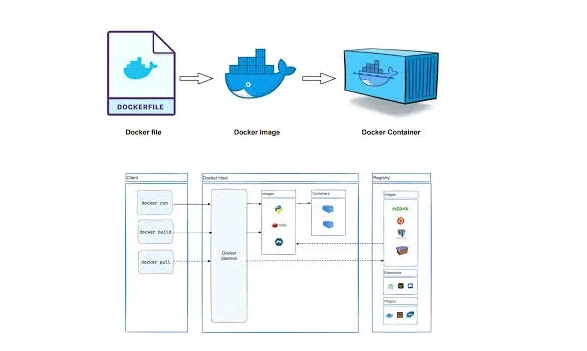 DOCKERFILE
Docker file
Docker Image
Docker Container
Client
Docker Host
Registry
docker run
docker build
docker pull
Docker
daemon
Images
Containers
redis
Images
NGINX
Extensions
Plugins